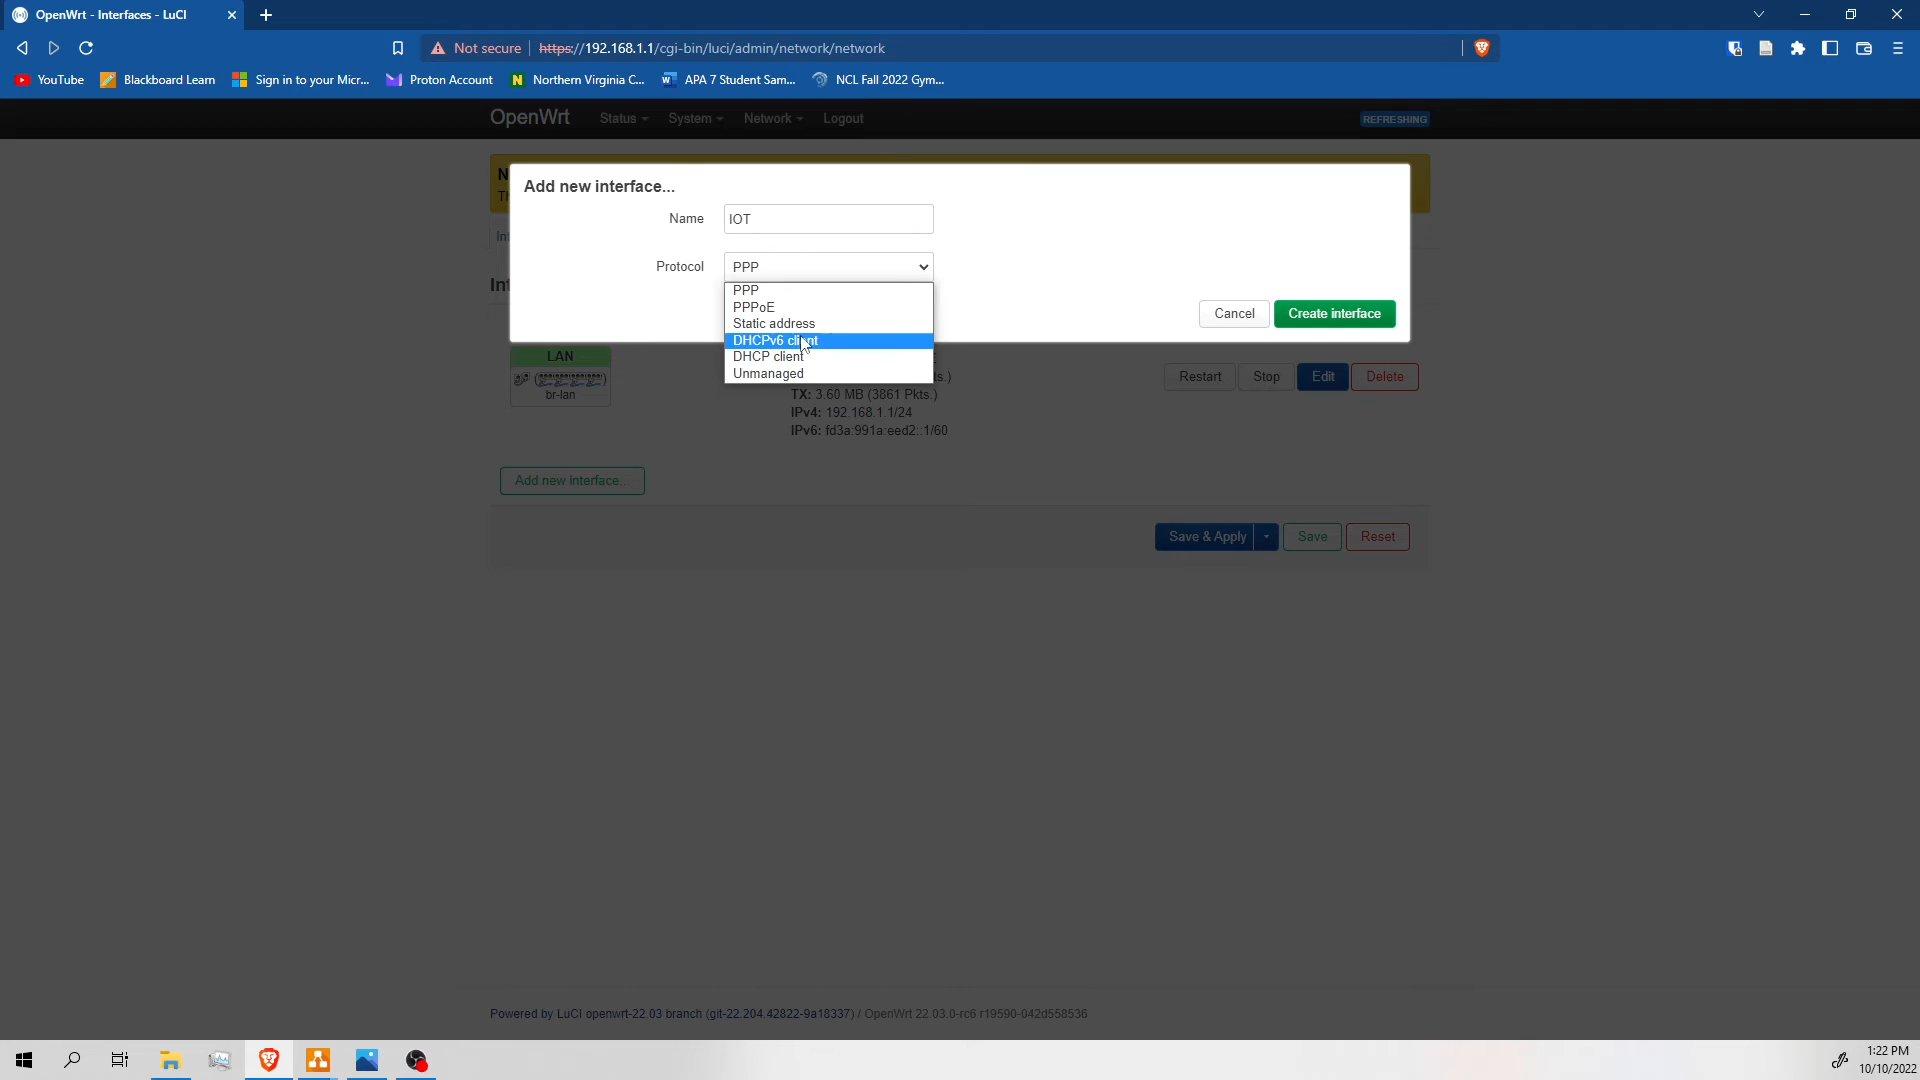 OpenWrt - Interfaces - LuCI
Not secure https://192.168.1.1/cgi-bin/luci/admin/network/network
YouTube Blackboard Learn Sign in to your Micr... Proton Account Northern Virginia C... APA 7 Student Sam... NCL Fall 2022 Gym...
OpenWrt Status System Network Logout REFRESHING
Add new interface...
Name IOT
Protocol PPP
PPP
PPPoE
Static address
DHCPv6 client
DHCP client
Unmanaged
Cancel Create interface
LAN
br-lan
TX: 3.60 MB (3861 Pkts.)
IPv4: 192.168.1.1/24
IPv6: fd3a:991a:eed2::1/60
Restart Stop Edit Delete
Add new interface...
Save & Apply Save Reset
Powered by LuCI openwrt-22.03 branch (git-22.204.42822-9a18337) / OpenWrt 22.03.0-rc6 r19590-042d558536
1:22 PM
10/10/2022